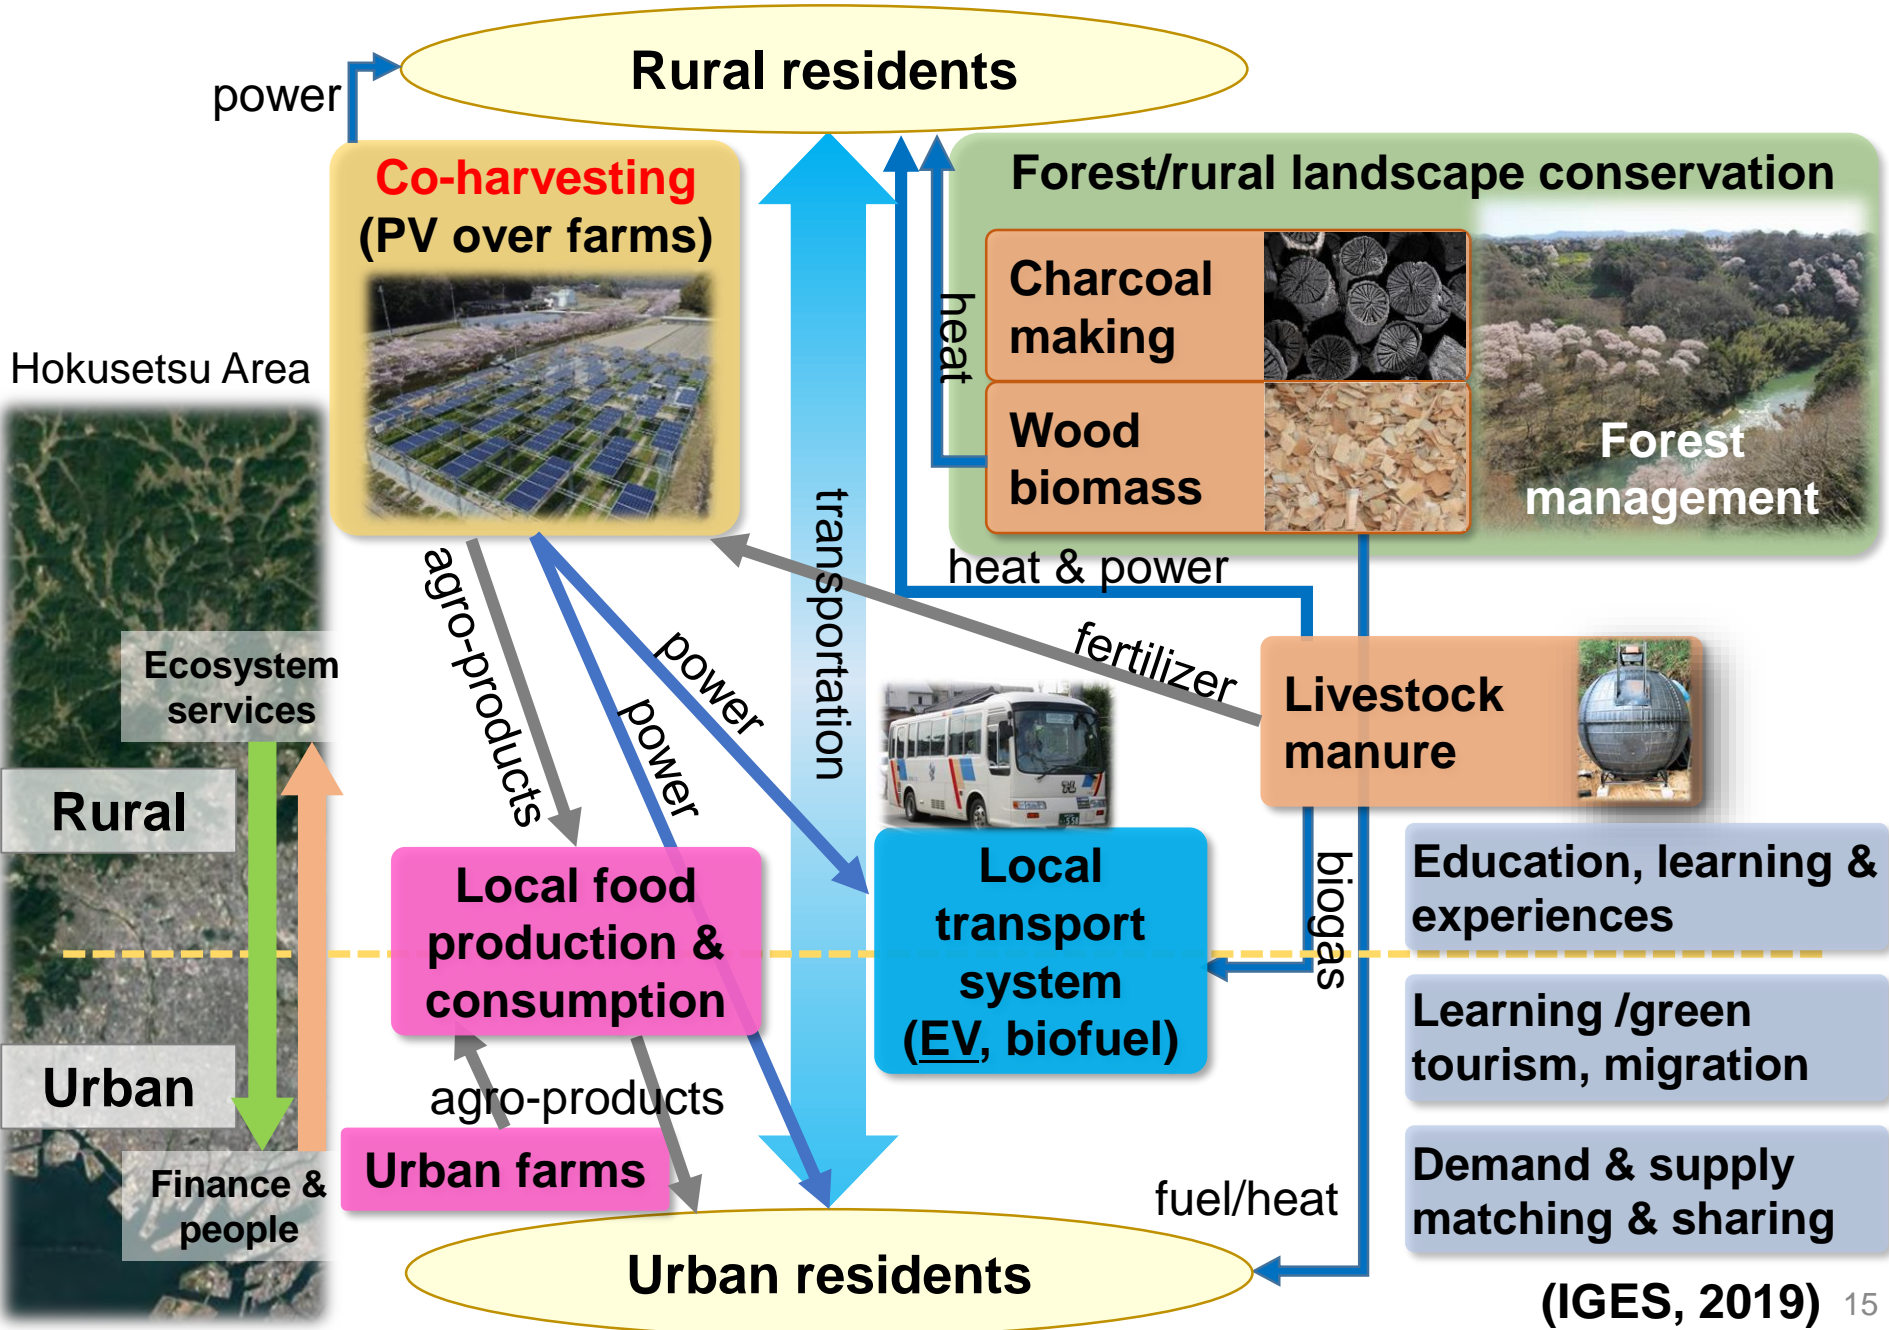 Rural residents
power
Co-harvesting
(PV over farms)
Forest/rural landscape conservation
Charcoal
making
heat
Wood
biomass
Forest
management
Hokusetsu Area
transportation
heat & power
agro-products
power
power
fertilizer
Livestock
manure
Ecosystem
services
Rural
Local food
production &
consumption
Local
transport
system
(EV, biofuel)
biogas
Education, learning &
experiences
Learning /green
tourism, migration
Urban
agro-products
Urban farms
Demand & supply
matching & sharing
Finance &
people
fuel/heat
Urban residents
(IGES, 2019)
15